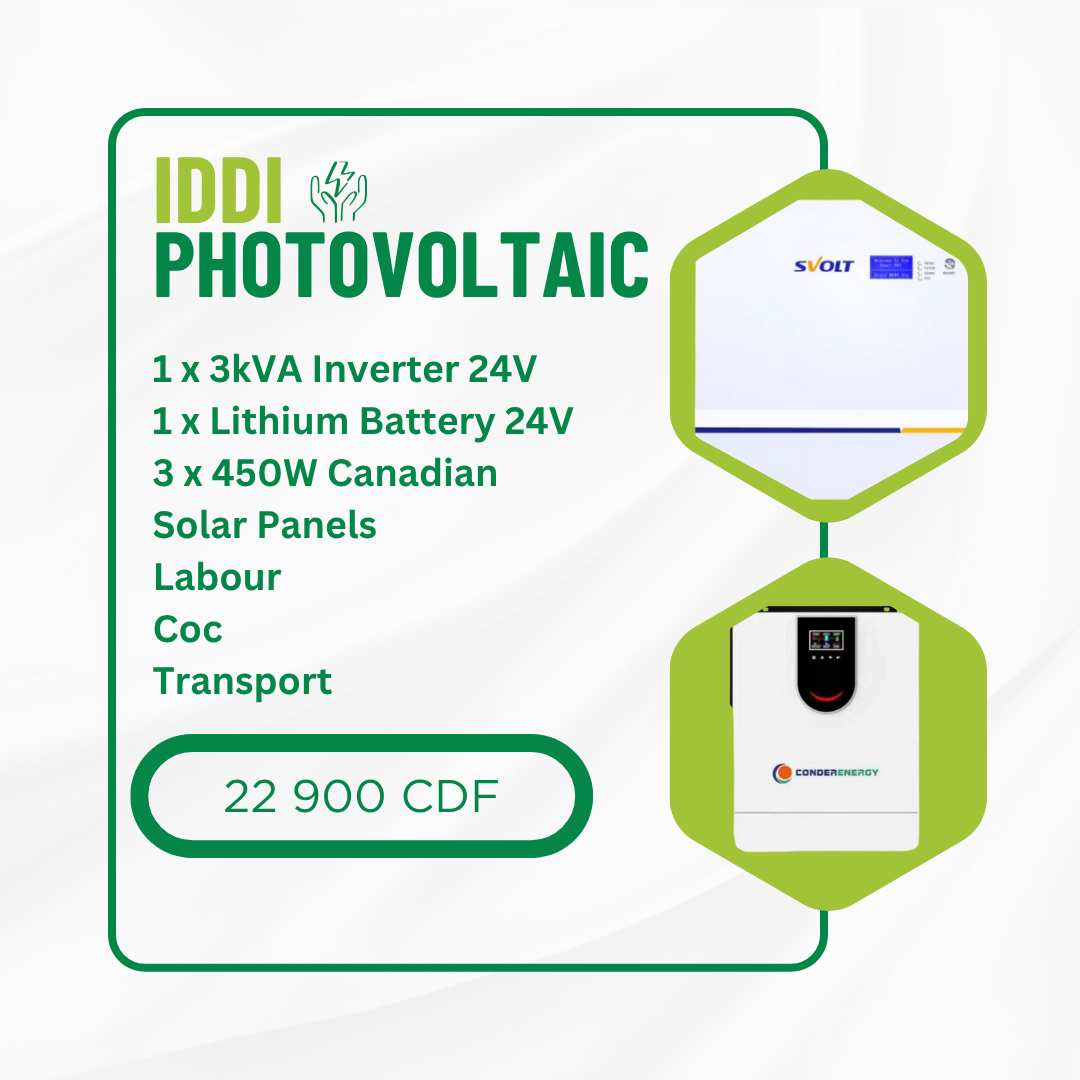 IDDI
PHOTOVOLTAIC
1 x 3kVA Inverter 24V
1 x Lithium Battery 24V
3 x 450W Canadian
Solar Panels
Labour
Coc
Transport
22 900 CDF
SVOLT
CONDERENERGY